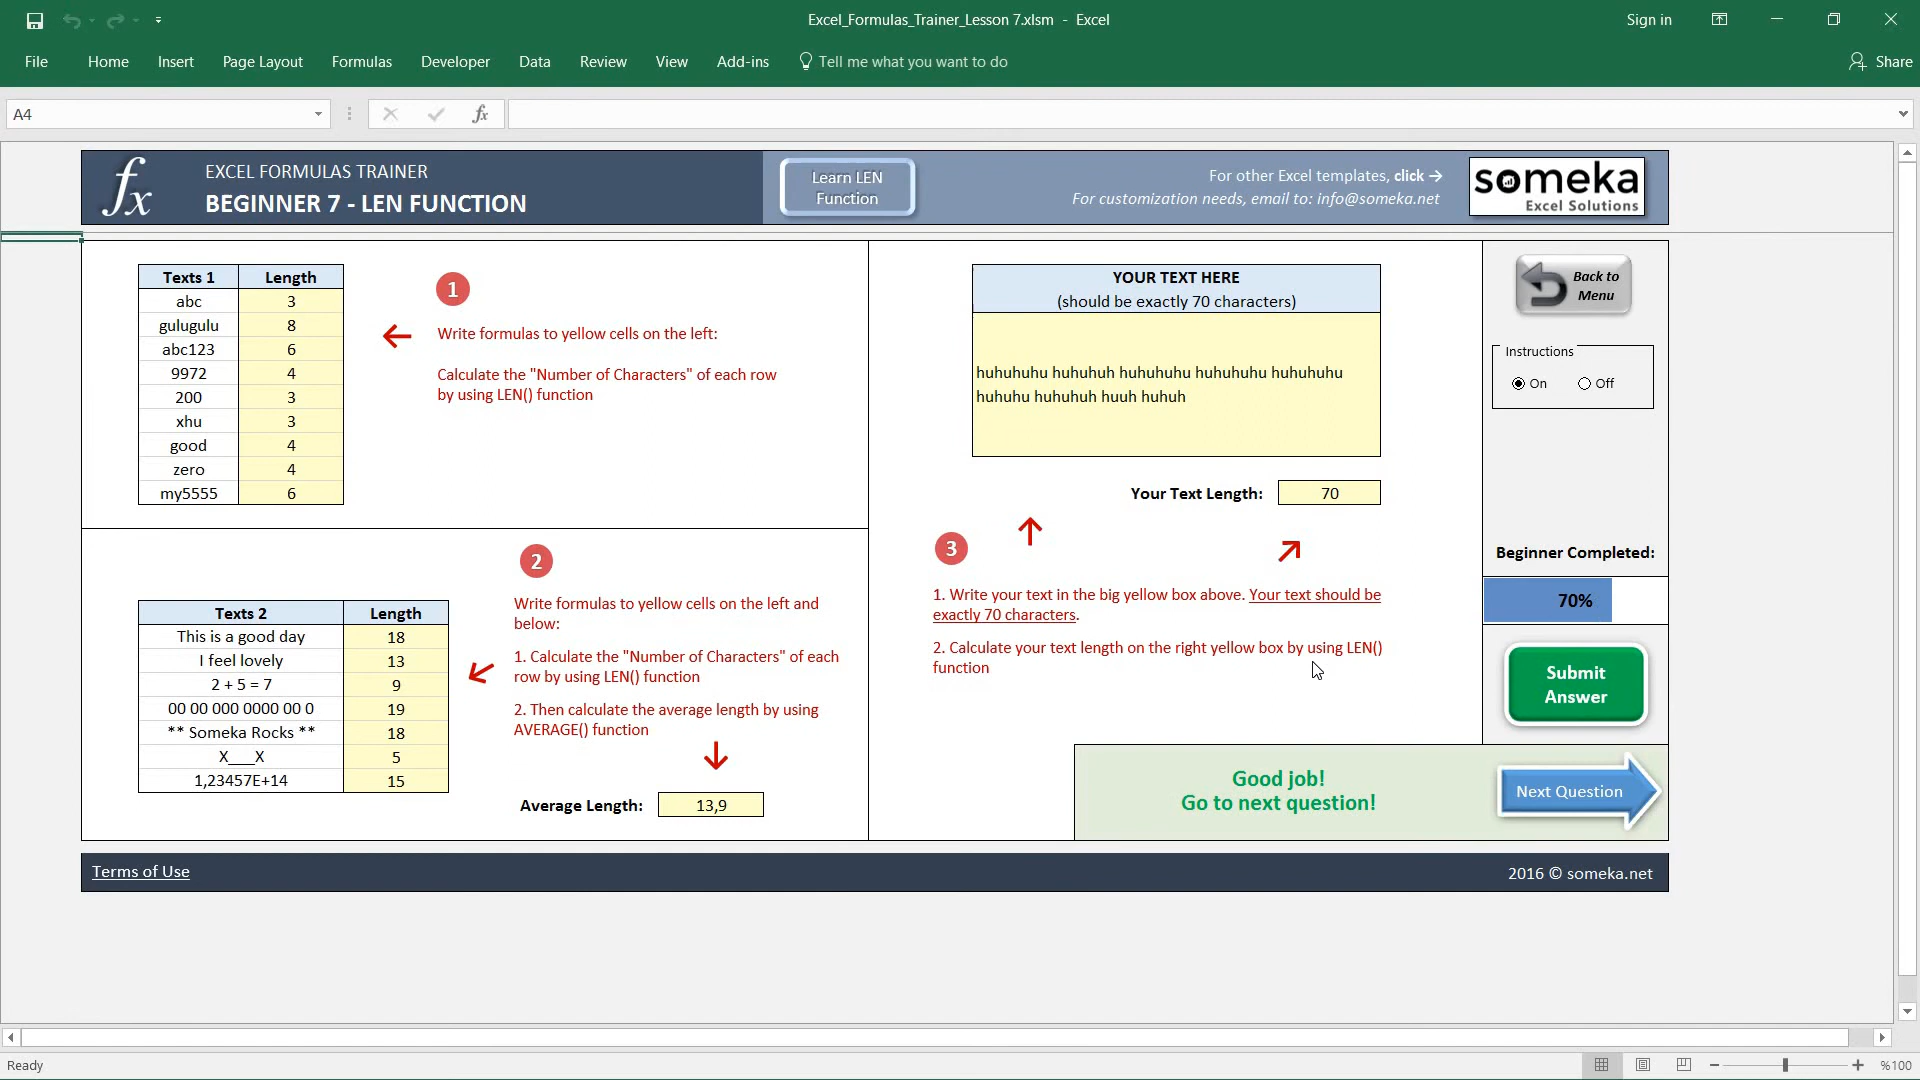 Excel_Formulas_Trainer_Lesson 7.xlsm - Excel
Sign in
File Home Insert Page Layout Formulas Developer Data Review View Add-ins Tell me what you want to do Share
A4
fx
fx
EXCEL FORMULAS TRAINER
BEGINNER 7 - LEN FUNCTION
Learn LEN
Function
For other Excel templates, click →
For customization needs, email to: info@someka.net
someka
Excel Solutions
Texts 1 Length
abc 3
gulugulu 8
abc123 6
9972 4
200 3
xhu 3
good 4
zero 4
my5555 6
1
Write formulas to yellow cells on the left:
Calculate the "Number of Characters" of each row
by using LEN() function
Texts 2 Length
This is a good day 18
I feel lovely 13
2 + 5 = 7 9
00 00 000 0000 00 0 19
** Someka Rocks ** 18
X___X 5
1,23457E+14 15
2
Write formulas to yellow cells on the left and
below:
1. Calculate the "Number of Characters" of each
row by using LEN() function
2. Then calculate the average length by using
AVERAGE() function
Average Length: 13,9
YOUR TEXT HERE
(should be exactly 70 characters)
huhuhuhu huhuhuh huhuhuhu huhuhuhu huhuhuhu
huhuhu huhuhuh huuh huhuh
Your Text Length: 70
3
1. Write your text in the big yellow box above. Your text should be
exactly 70 characters.
2. Calculate your text length on the right yellow box by using LEN()
function
Back to
Menu
Instructions
On Off
Beginner Completed:
70%
Submit
Answer
Good job!
Go to next question!
Next Question
Terms of Use
2016 © someka.net
Ready
%100